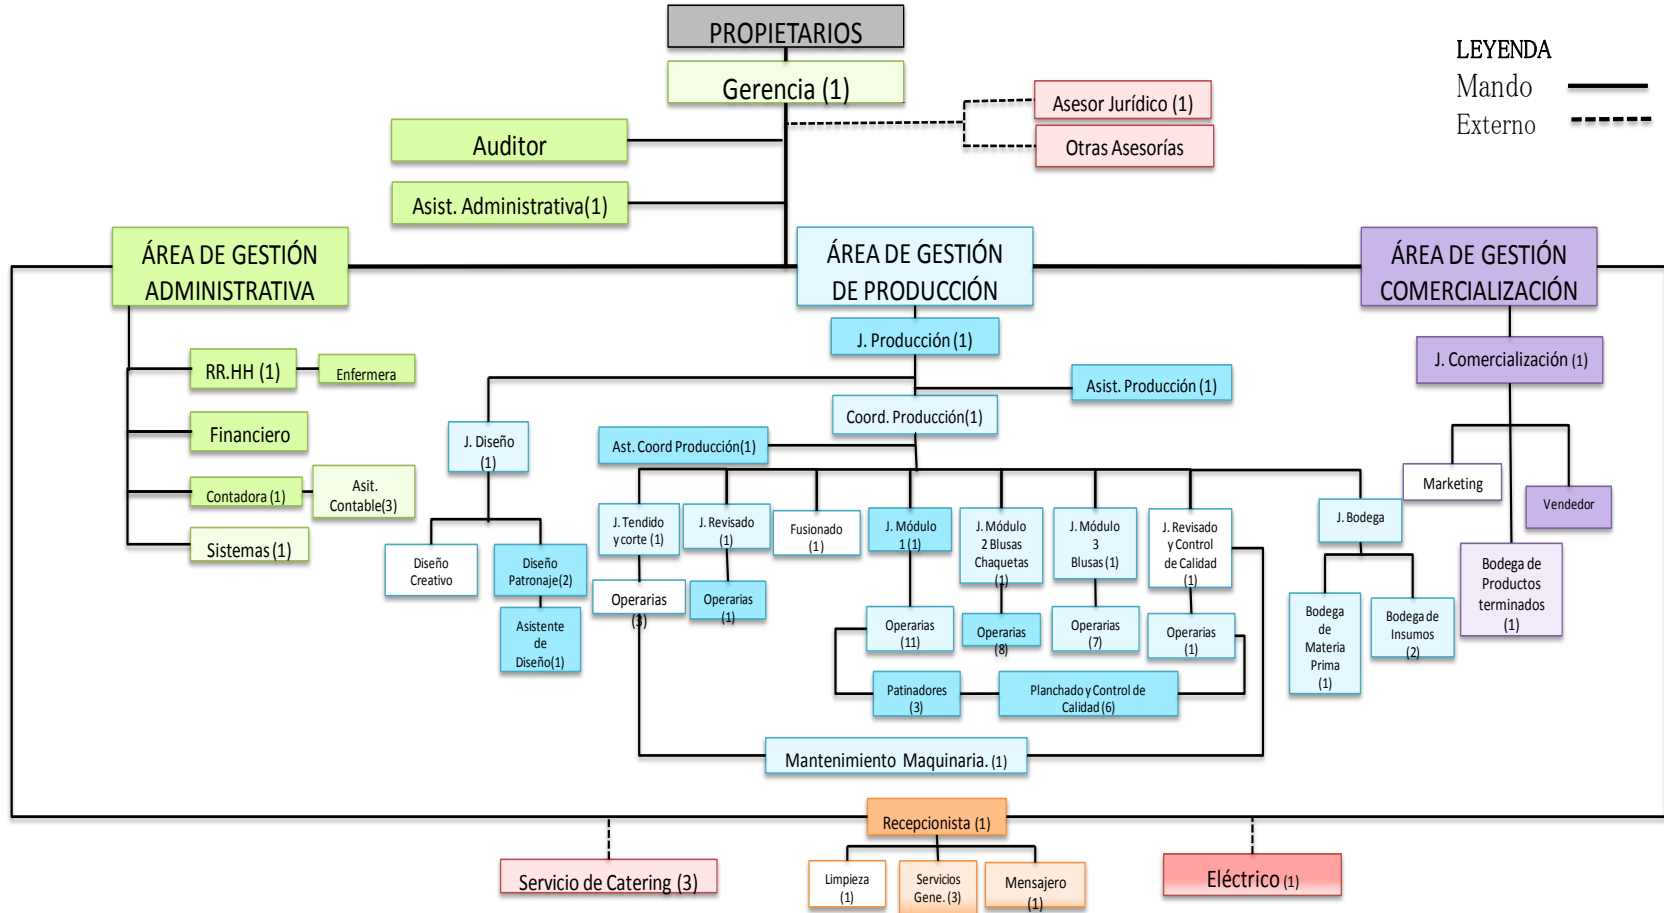 PROPIETARIOS
Gerencia (1)
LEYENDA
Mando
Externo
Asesor Jurídico (1)
Otras Asesorías
Auditor
Asist. Administrativa(1)
ÁREA DE GESTIÓN
ADMINISTRATIVA
ÁREA DE GESTIÓN
DE PRODUCCIÓN
ÁREA DE GESTIÓN
COMERCIALIZACIÓN
J. Producción (1)
J. Comercialización (1)
RR.HH (1)
Enfermera
Asist. Producción (1)
Coord. Producción(1)
Financiero
J. Diseño
(1)
Ast. Coord Producción(1)
Contadora (1)
Asit.
Contable(3)
Sistemas (1)
Marketing
Vendedor
J. Tendido
y corte (1)
J. Revisado
(1)
Fusionado
(1)
J. Módulo
1 (1)
J. Módulo
2 Blusas
Chaquetas
(1)
J. Módulo
3
Blusas (1)
J. Revisado
y Control
de Calidad
(1)
J. Bodega
Diseño
Creativo
Diseño
Patronaje(2)
Asistente
de
Diseño(1)
Operarias
(3)
Operarias
(1)
Operarias
(11)
Operarias
(8)
Operarias
(7)
Operarias
(1)
Bodega
de
Materia
Prima
(1)
Bodega de
Insumos
(2)
Bodega de
Productos
terminados
(1)
Patinadores
(3)
Planchado y Control de
Calidad (6)
Mantenimiento Maquinaria. (1)
Recepcionista (1)
Servicio de Catering (3)
Limpieza
(1)
Servicios
Gene. (3)
Mensajero
(1)
Eléctrico (1)